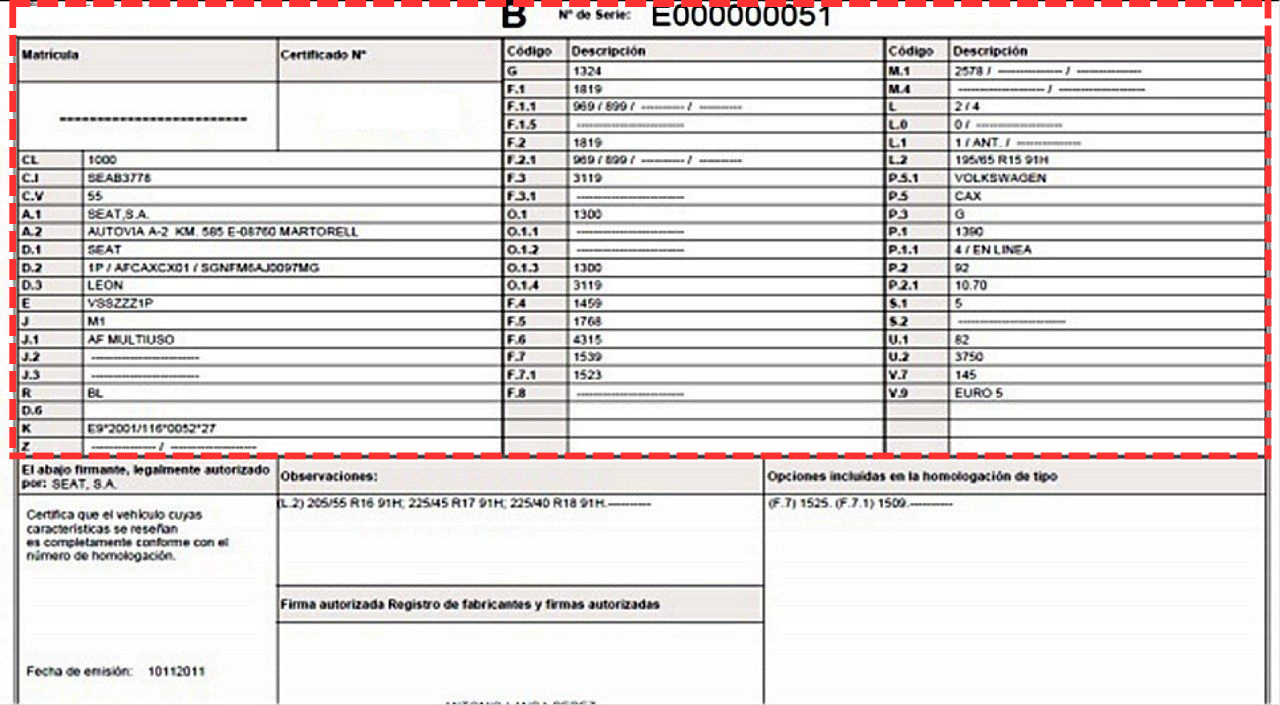 B Nº de Serie: E000000051
Matrícula
Certificado Nº
-------------------------
CL 1000
C.I SEAB3778
C.V 55
A.1 SEAT,S.A.
A.2 AUTOVIA A-2 KM. 585 E-08760 MARTORELL
D.1 SEAT
D.2 1P / AFCAXCX01 / SGNFM6AJ0097MG
D.3 LEON
E VSSZZZ1P
J M1
J.1 AF MULTIUSO
J.2 --------------------
J.3 --------------------
R BL
D.6
K E9*2001/116*0052*27
Z ------------ / ----------------
Código Descripción
G 1324
F.1 1819
F.1.1 969 / 899 / -------- / --------
F.1.5 --------------------
F.2 1819
F.2.1 969 / 899 / -------- / --------
F.3 3119
F.3.1 --------------------
O.1 1300
O.1.1 --------------------
O.1.2 --------------------
O.1.3 1300
O.1.4 3119
F.4 1459
F.5 1768
F.6 4315
F.7 1539
F.7.1 1523
F.8 --------------------
Código Descripción
M.1 2578 / ------------ / ------------
M.4 ---------------- / ----------------
L 2 / 4
L.0 0 / ----------------
L.1 1 / ANT. / ------------
L.2 195/65 R15 91H
P.5.1 VOLKSWAGEN
P.5 CAX
P.3 G
P.1 1390
P.1.1 4 / EN LINEA
P.2 92
P.2.1 10.70
S.1 5
S.2 --------------------
U.1 82
U.2 3750
V.7 145
V.9 EURO 5
El abajo firmante, legalmente autorizado
por: SEAT, S.A.
Certifica que el vehículo cuyas
características se reseñan
es completamente conforme con el
número de homologación.
Fecha de emisión: 10112011
Observaciones:
(L.2) 205/55 R16 91H; 225/45 R17 91H; 225/40 R18 91H.--------
Firma autorizada Registro de fabricantes y firmas autorizadas
Opciones incluidas en la homologación de tipo
(F.7) 1525. (F.7.1) 1509.--------